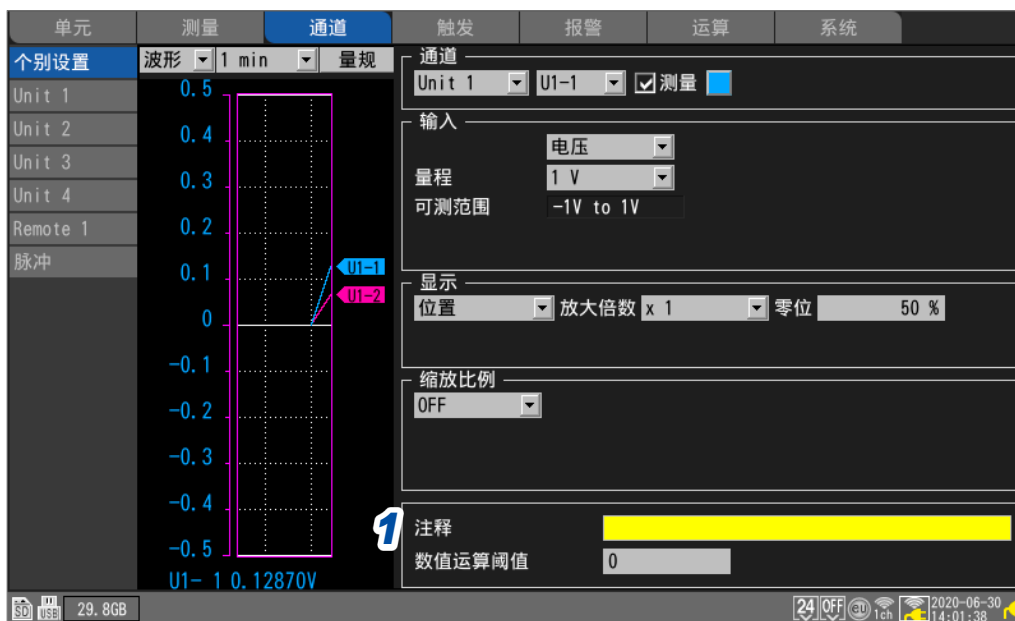 单元 测量 通道 触发 报警 运算 系统
个别设置
Unit 1
Unit 2
Unit 3
Unit 4
Remote 1
脉冲
波形 1 min 量规
0.5
0.4
0.3
0.2
0.1
0
-0.1
-0.2
-0.3
-0.4
-0.5
U1-1
U1-2
U1- 1 0.12870V
通道
Unit 1 U1-1 测量
输入
电压
量程 1 V
可测范围 -1V to 1V
显示
位置 放大倍数 x 1 零位 50 %
缩放比例
OFF
1
注释
数值运算阈值 0
SD USB 29.8GB 24 OFF eU 1ch 2020-06-30
14:01:38